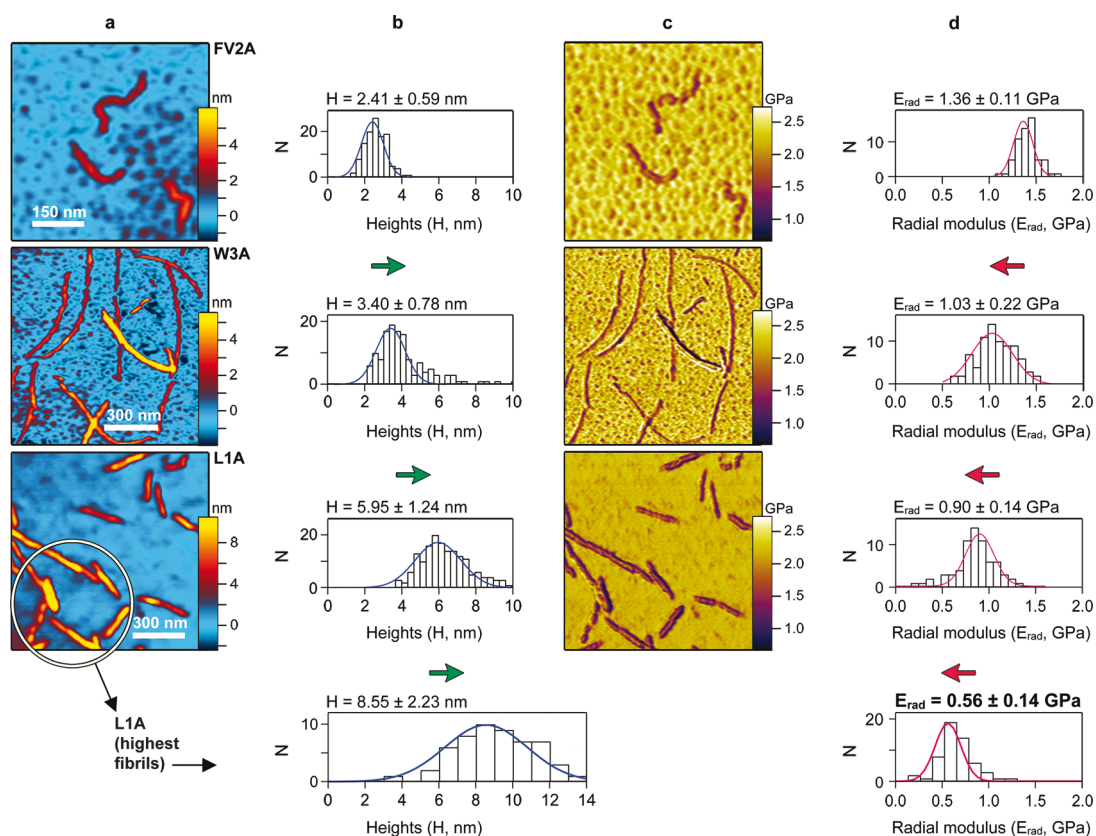 a b c d
FV2A
nm
4
2
0
150 nm
H = 2.41 ± 0.59 nm
N
20
0
0 2 4 6 8 10
Heights (H, nm)
GPa
2.5
2.0
1.5
1.0
E_rad = 1.36 ± 0.11 GPa
N
10
0
0.0 0.5 1.0 1.5 2.0
Radial modulus (E_rad, GPa)
W3A
nm
4
2
0
300 nm
H = 3.40 ± 0.78 nm
N
20
0
0 2 4 6 8 10
Heights (H, nm)
GPa
2.5
2.0
1.5
1.0
E_rad = 1.03 ± 0.22 GPa
N
10
0
0.0 0.5 1.0 1.5 2.0
Radial modulus (E_rad, GPa)
L1A
nm
8
6
4
2
0
300 nm
H = 5.95 ± 1.24 nm
N
20
10
0
0 2 4 6 8 10
Heights (H, nm)
GPa
2.5
2.0
1.5
1.0
E_rad = 0.90 ± 0.14 GPa
N
10
0
0.0 0.5 1.0 1.5 2.0
Radial modulus (E_rad, GPa)
L1A
(highest
fibrils)
H = 8.55 ± 2.23 nm
N
10
0
0 2 4 6 8 10 12 14
Heights (H, nm)
E_rad = 0.56 ± 0.14 GPa
N
20
0
0.0 0.5 1.0 1.5 2.0
Radial modulus (E_rad, GPa)